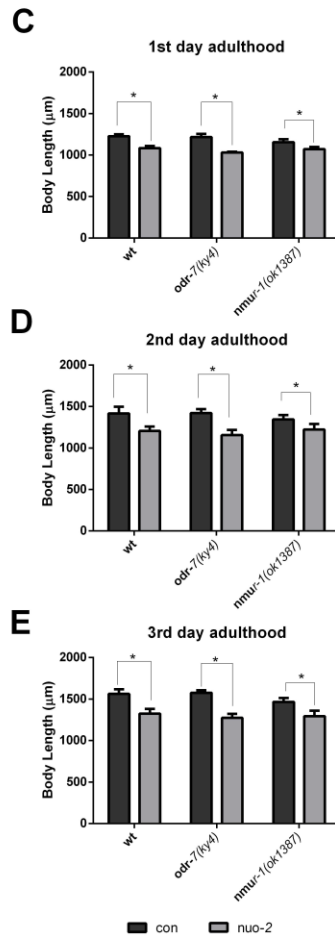 C
1st day adulthood
Body Length (µm)
2000
1500
1000
500
0
*
*
*
wt
odr-7(ky4)
nmur-1(ok1387)
D
2nd day adulthood
Body Length (µm)
2000
1500
1000
500
0
*
*
*
wt
odr-7(ky4)
nmur-1(ok1387)
E
3rd day adulthood
Body Length (µm)
2000
1500
1000
500
0
*
*
*
wt
odr-7(ky4)
nmur-1(ok1387)
con nuo-2